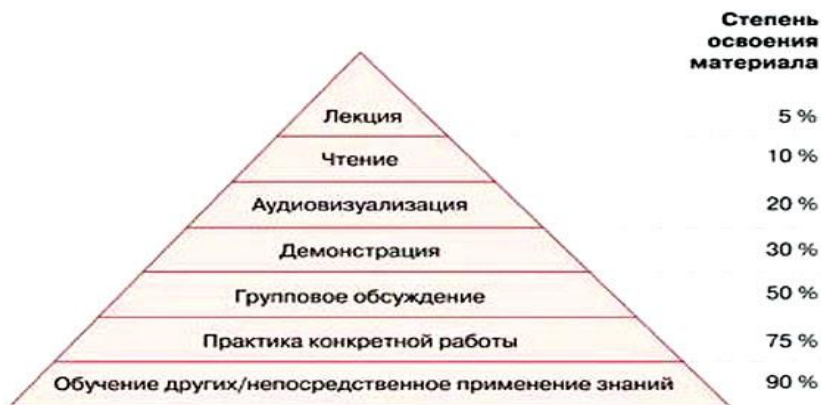 Степень
освоения
материала
Лекция 5 %
Чтение 10 %
Аудиовизуализация 20 %
Демонстрация 30 %
Групповое обсуждение 50 %
Практика конкретной работы 75 %
Обучение других/непосредственное применение знаний 90 %